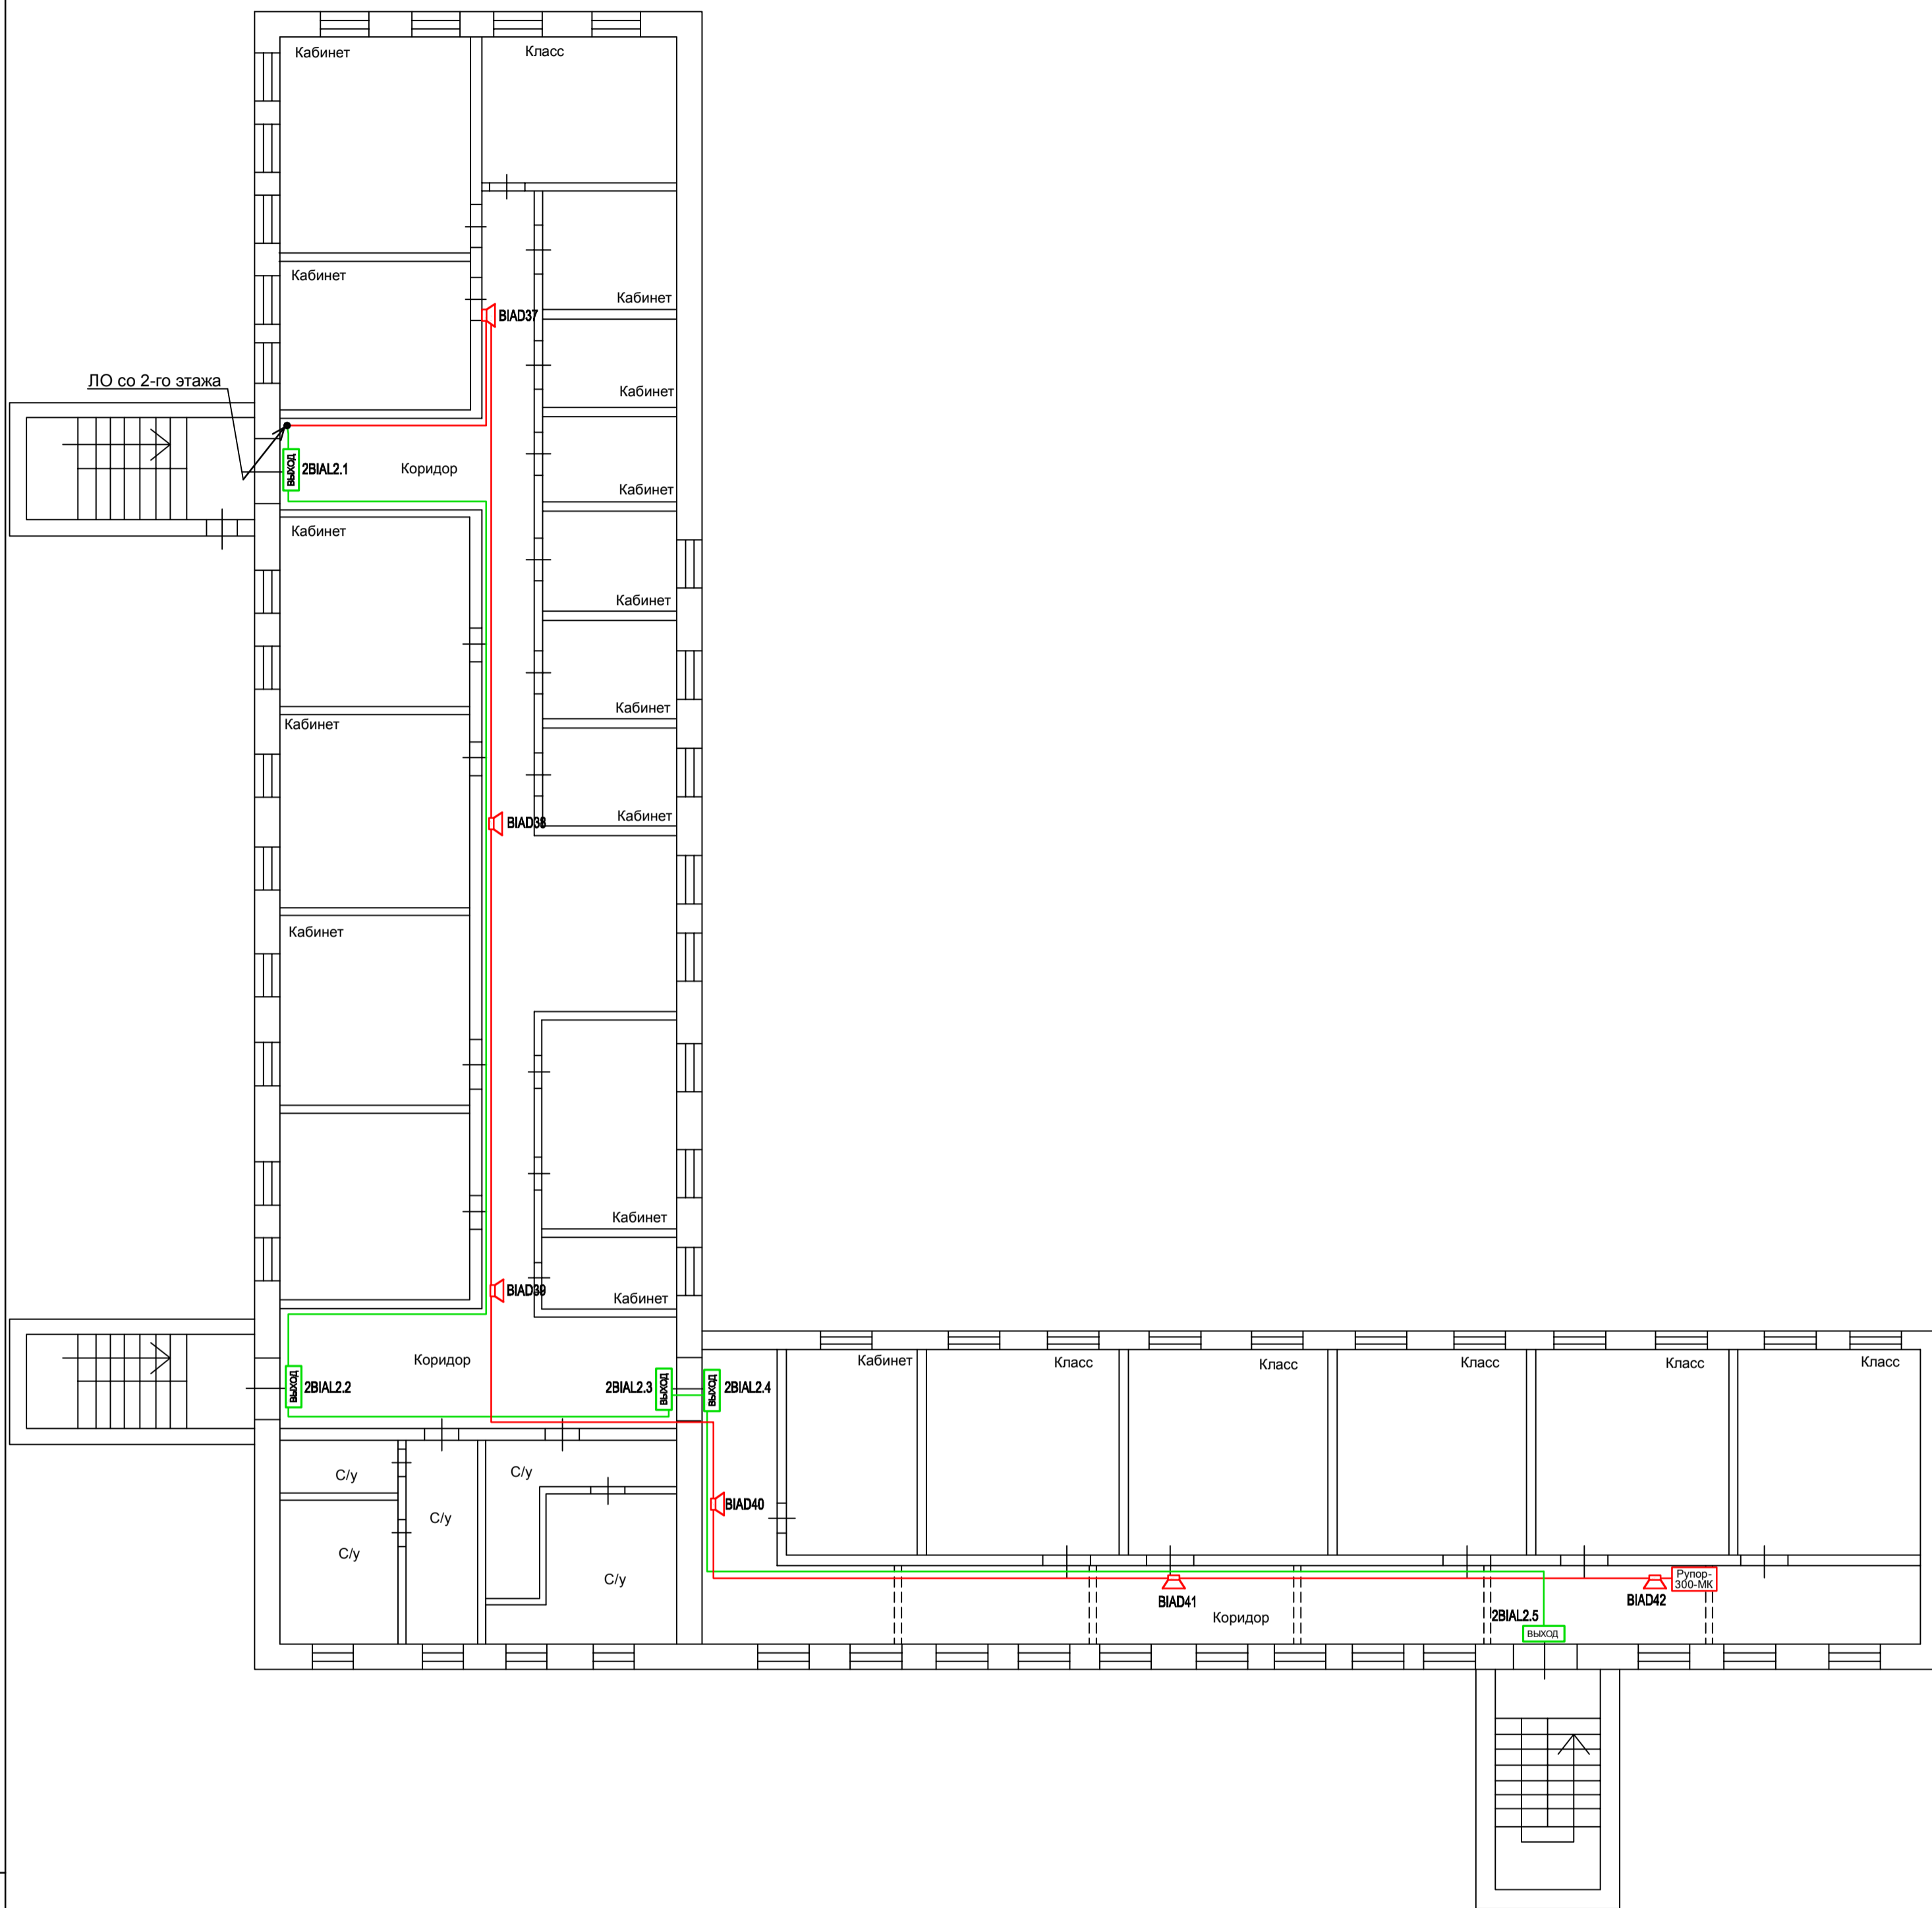 Кабинет
Класс
Кабинет
Кабинет
BIAD37
ЛО со 2-го этажа
Кабинет
ВЫХОД
2BIAL2.1
Коридор
Кабинет
Кабинет
Кабинет
Кабинет
Кабинет
Кабинет
BIAD38
Кабинет
Кабинет
Кабинет
BIAD39
Кабинет
Коридор
ВЫХОД
2BIAL2.2
2BIAL2.3
ВЫХОД
ВЫХОД
2BIAL2.4
Кабинет
Класс
Класс
Класс
Класс
Класс
С/у
С/у
С/у
С/у
С/у
BIAD40
BIAD41
Коридор
2BIAL2.5
ВЫХОД
BIAD42
Рупор-
300-МК